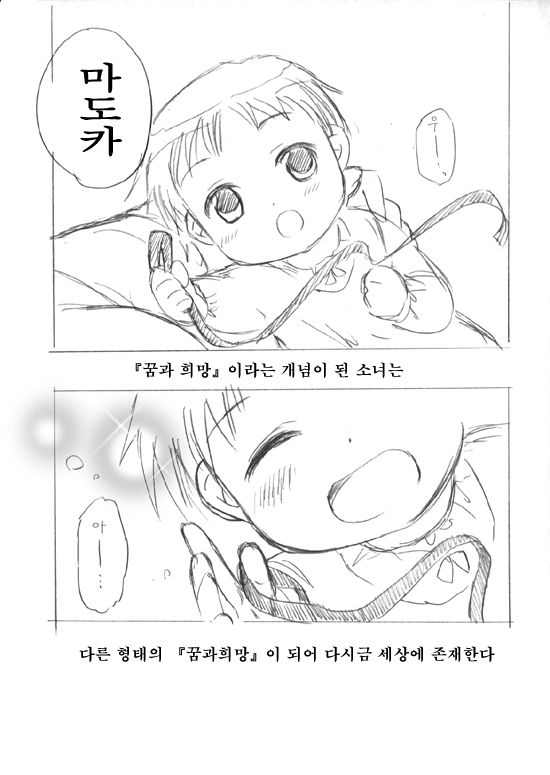 마도카
우ー!,
『꿈과 희망』이라는 개념이 된 소녀는
아ー…
다른 형태의 『꿈과희망』이 되어 다시금 세상에 존재한다